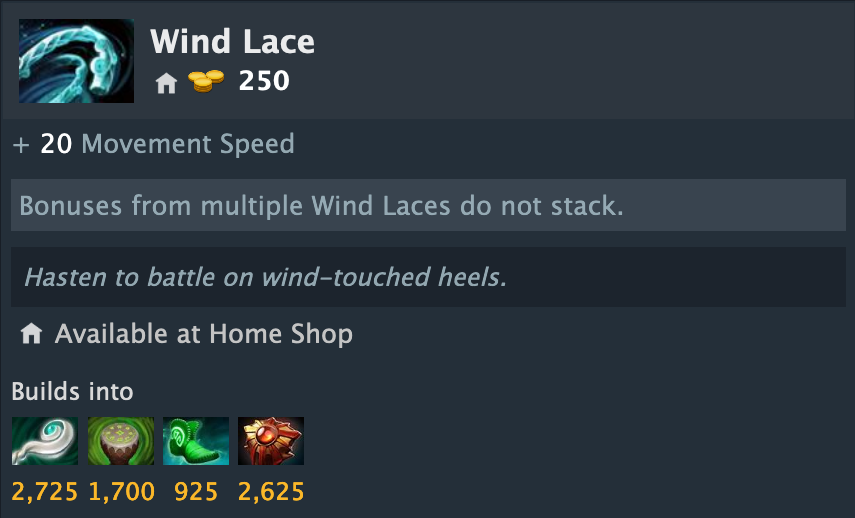 Wind Lace
250
+ 20 Movement Speed
Bonuses from multiple Wind Laces do not stack.
Hasten to battle on wind-touched heels.
Available at Home Shop
Builds into
2,725 1,700 925 2,625